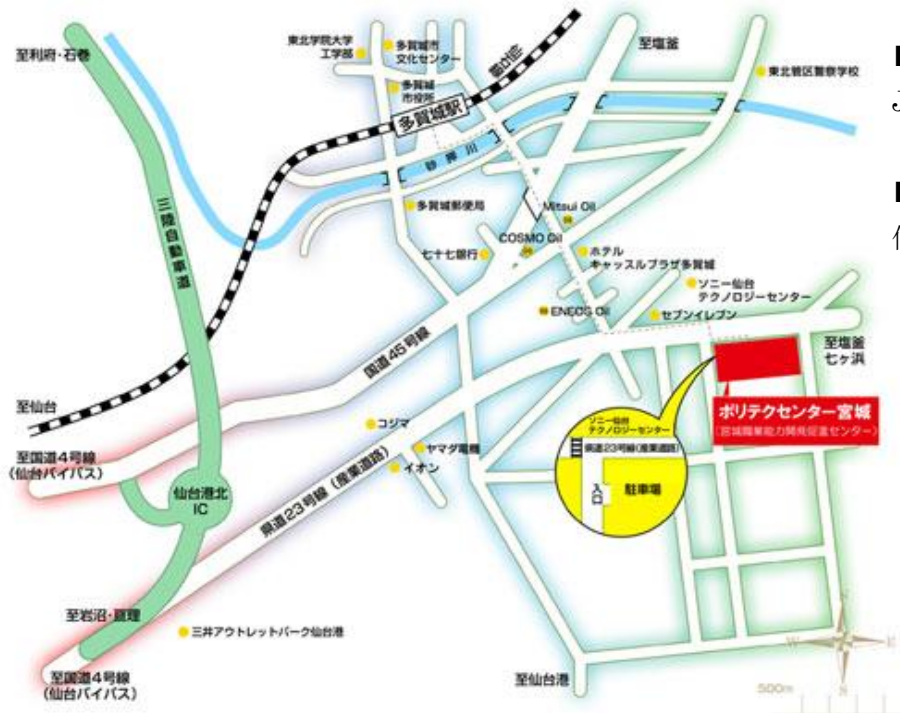 至利府・石巻
東北学院大学
工学部
多賀城市
文化センター
多賀城
市役所
多賀城駅
至塩釜
東北管区警察学校
砂押川
三陸自動車道
多賀城郵便局
Mitsui Oil
COSMO Oil
七十七銀行
ホテル
キャッスルプラザ多賀城
ソニー仙台
テクノロジーセンター
ENEOS Oil
セブンイレブン
国道45号線
至塩釜
七ヶ浜
至仙台
コジマ
ヤマダ電機
イオン
ポリテクセンター宮城
(宮城職業能力開発促進センター)
ソニー仙台
テクノロジーセンター
県道23号線(産業道路)
入口
駐車場
至国道4号線
(仙台バイパス)
仙台港北
IC
県道23号線(産業道路)
至岩沼・亘理
三井アウトレットパーク仙台港
至国道4号線
(仙台バイパス)
至仙台港
N
W
E
S
500m